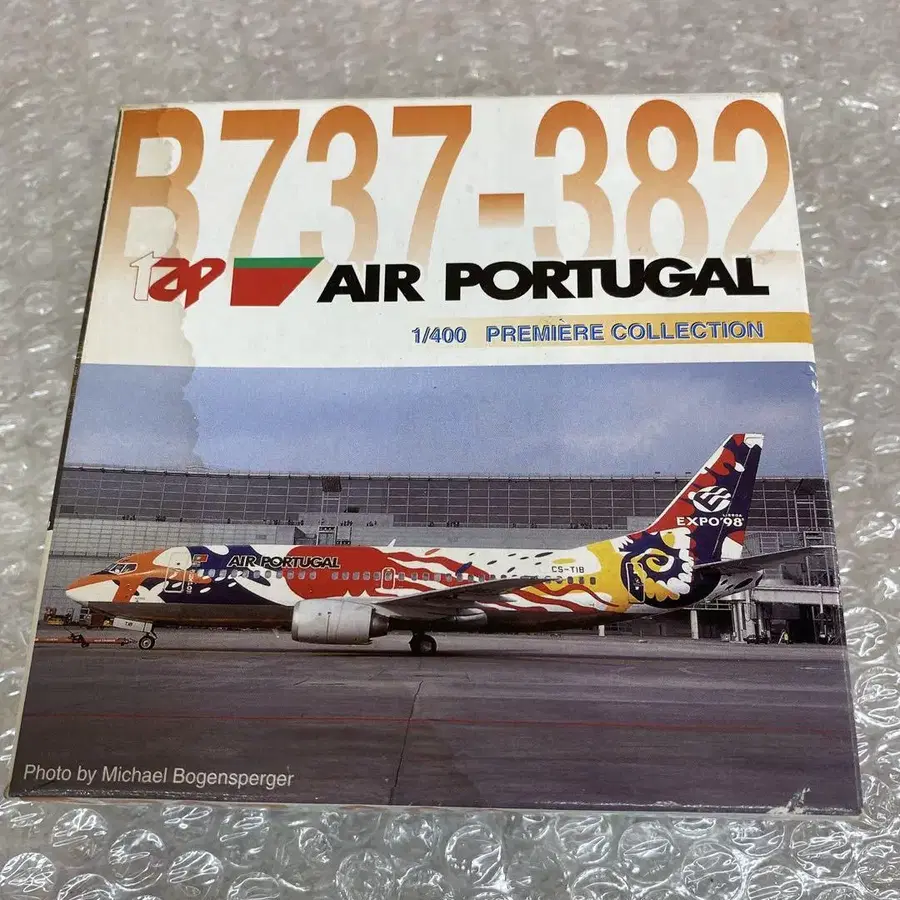 B737-382
tap AIR PORTUGAL
1/400 PREMIERE COLLECTION
LISBOA
EXPO'98
AIR PORTUGAL
CS-TIB
Photo by Michael Bogensperger